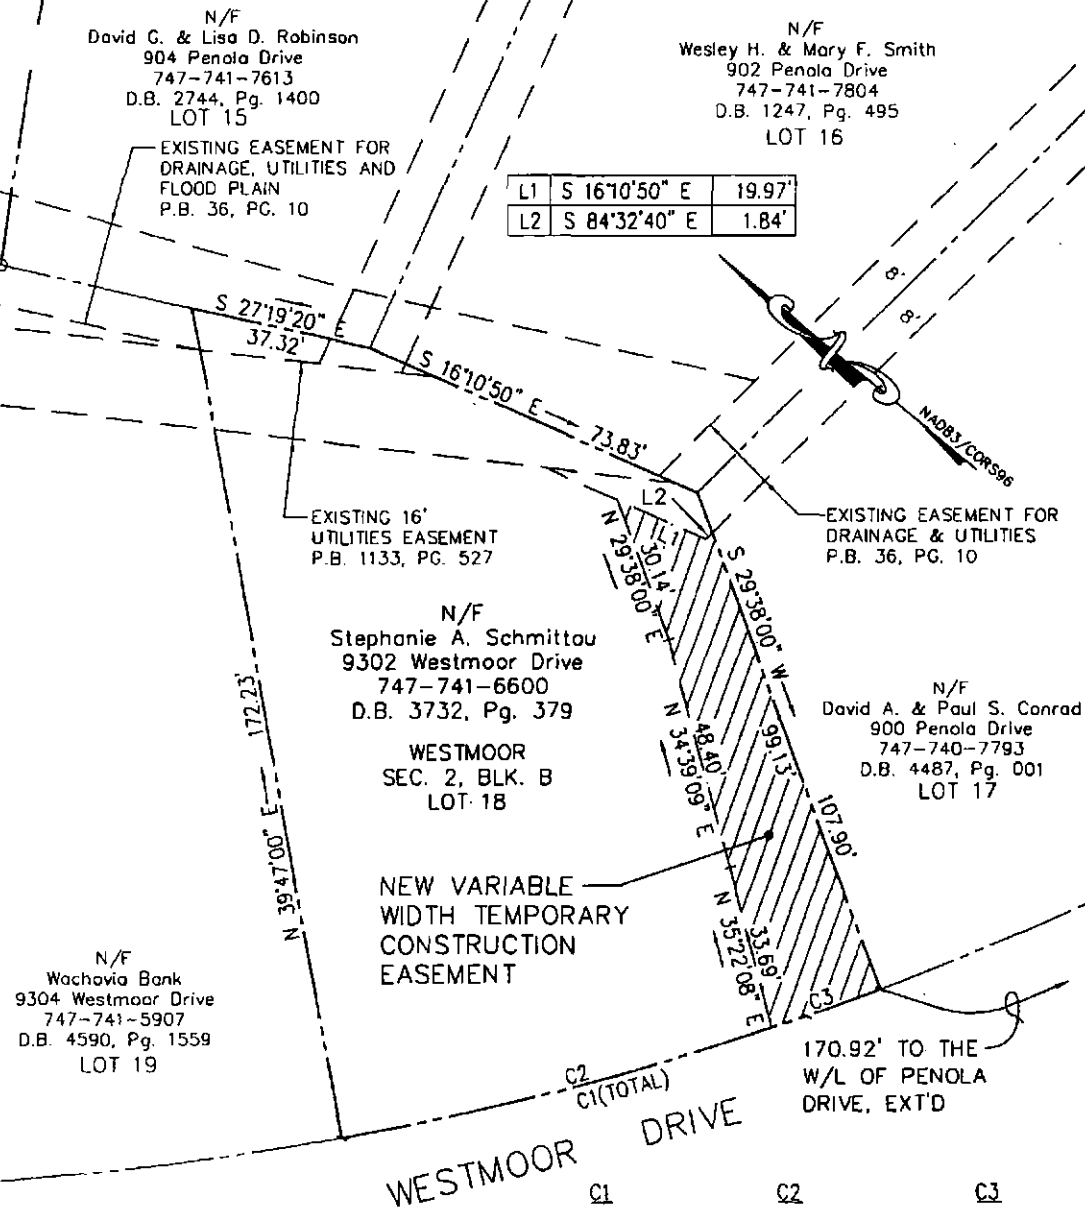 N/F
David G. & Lisa D. Robinson
904 Penola Drive
747-741-7613
D.B. 2744, Pg. 1400
LOT 15
N/F
Wesley H. & Mary F. Smith
902 Penola Drive
747-741-7804
D.B. 1247, Pg. 495
LOT 16
EXISTING EASEMENT FOR
DRAINAGE, UTILITIES AND
FLOOD PLAIN
P.B. 36, PG. 10
L1 S 16°10'50" E 19.97'
L2 S 84°32'40" E 1.84'
8'
8'
NAD83/CORS96
S 27°19'20" E
37.32'
S 16°10'50" E
73.83'
L2
L1
EXISTING 16'
UTILITIES EASEMENT
P.B. 1133, PG. 527
EXISTING EASEMENT FOR
DRAINAGE & UTILITIES
P.B. 36, PG. 10
N 29°38'00" E
30.14'
S 29°38'00" W
99.13'
107.90'
N/F
Stephanie A. Schmittou
9302 Westmoor Drive
747-741-6600
D.B. 3732, Pg. 379
WESTMOOR
SEC. 2, BLK. B
LOT 18
172.23'
N 39°47'00" E
48.40'
N 34°39'09" E
N/F
David A. & Paul S. Conrad
900 Penola Drive
747-740-7793
D.B. 4487, Pg. 001
LOT 17
NEW VARIABLE
WIDTH TEMPORARY
CONSTRUCTION
EASEMENT
33.69'
N 35°22'08" E
N/F
Wachovia Bank
9304 Westmoor Drive
747-741-5907
D.B. 4590, Pg. 1559
LOT 19
C3
170.92' TO THE
W/L OF PENOLA
DRIVE, EXT'D
C2
C1(TOTAL)
WESTMOOR DRIVE
C1 C2 C3